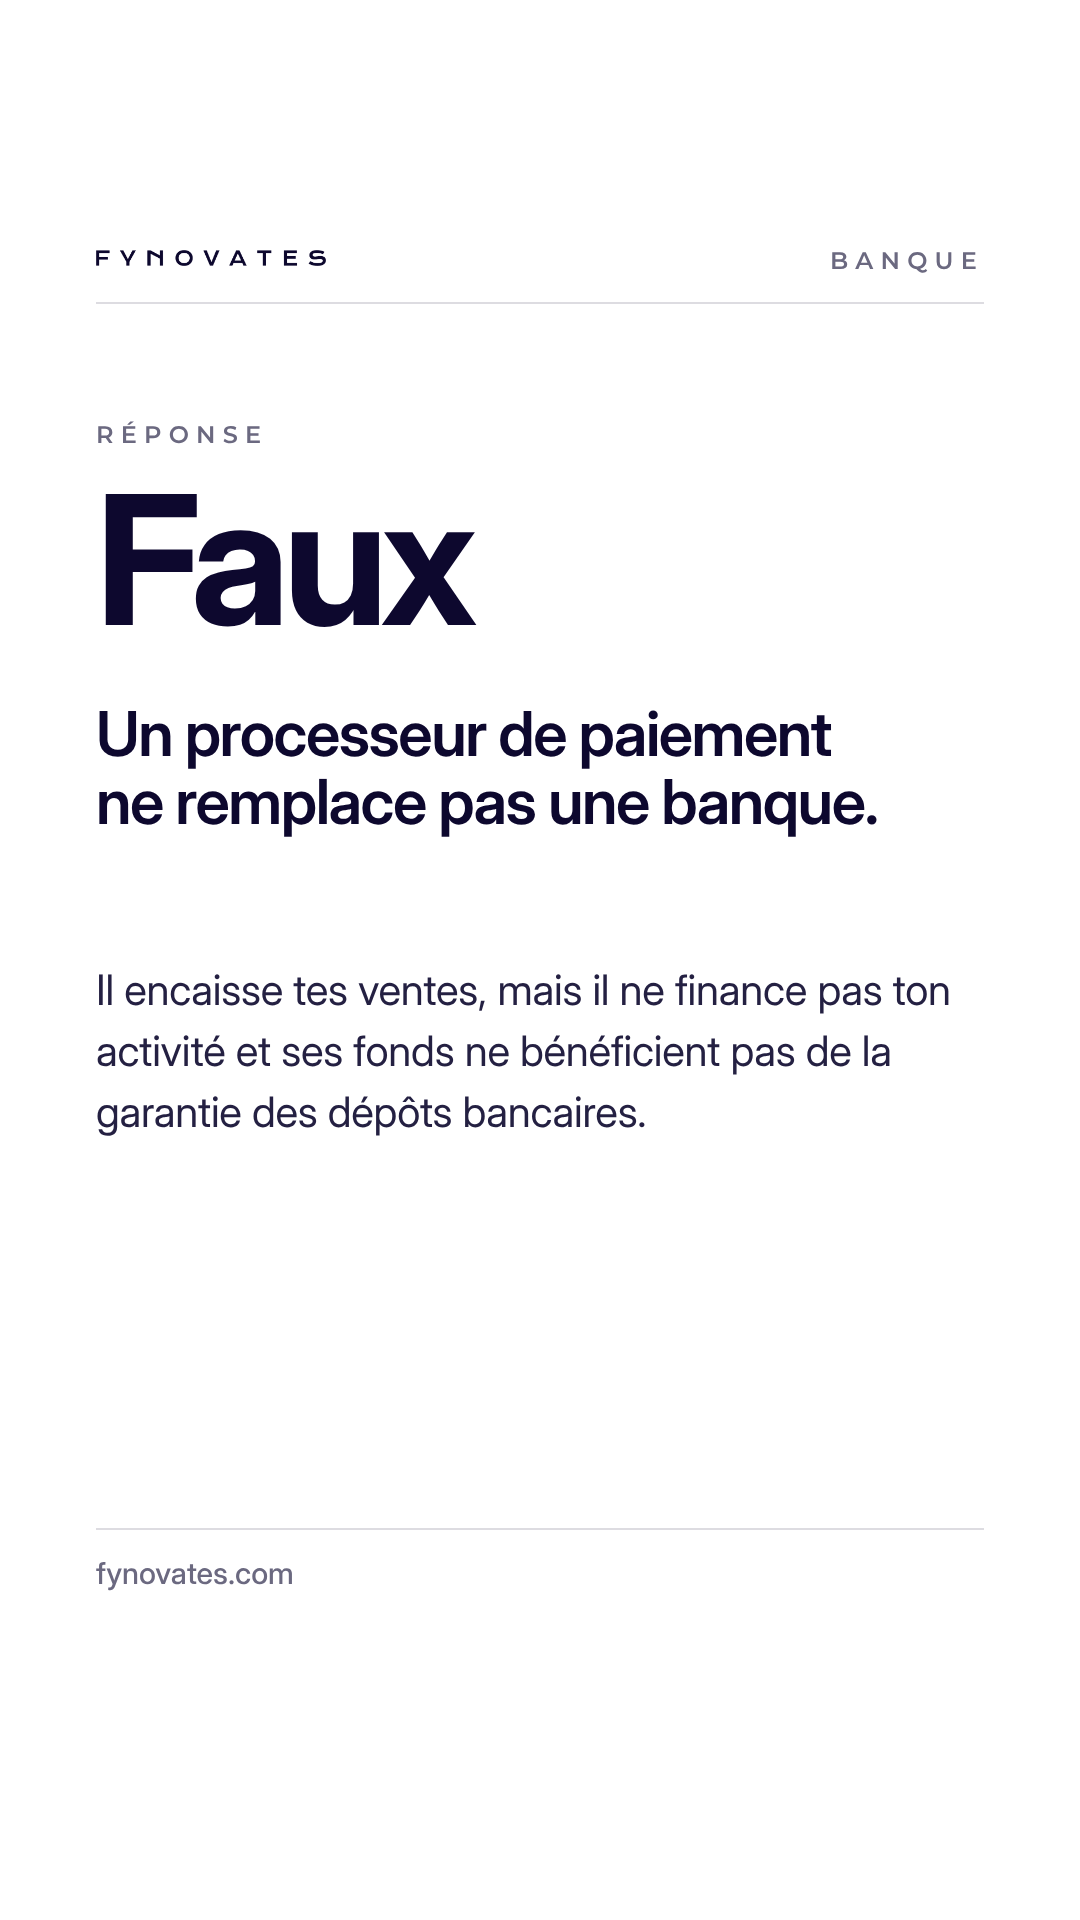 FYNOVATES
BANQUE
RÉPONSE
Faux
Un processeur de paiement
ne remplace pas une banque.
Il encaisse tes ventes, mais il ne finance pas ton
activité et ses fonds ne bénéficient pas de la
garantie des dépôts bancaires.
fynovates.com